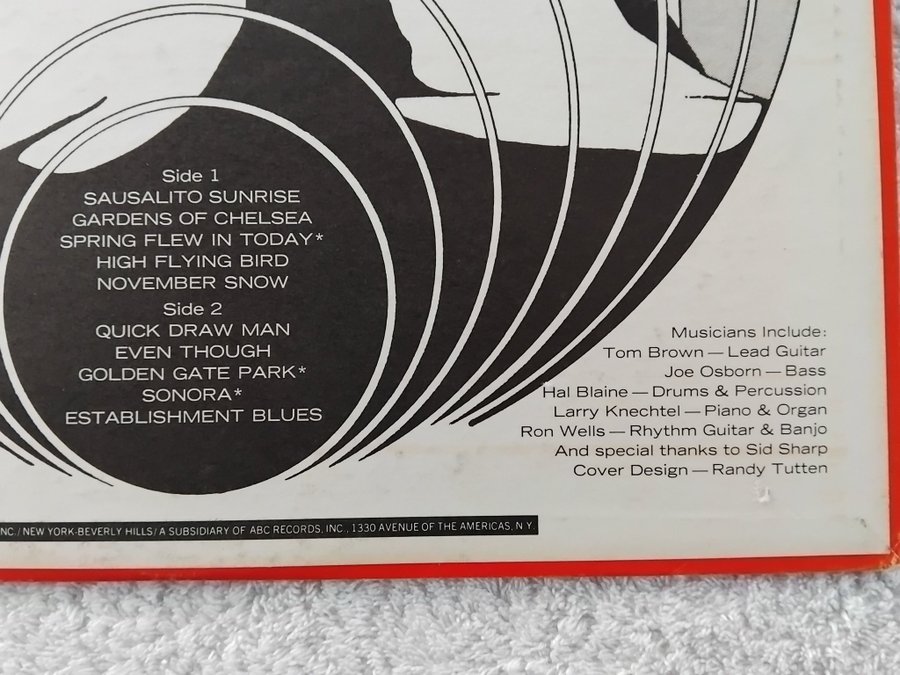 Side 1
SAUSALITO SUNRISE
GARDENS OF CHELSEA
SPRING FLEW IN TODAY*
HIGH FLYING BIRD
NOVEMBER SNOW
Side 2
QUICK DRAW MAN
EVEN THOUGH
GOLDEN GATE PARK*
SONORA*
ESTABLISHMENT BLUES
Musicians Include:
Tom Brown — Lead Guitar
Joe Osborn — Bass
Hal Blaine — Drums & Percussion
Larry Knechtel — Piano & Organ
Ron Wells — Rhythm Guitar & Banjo
And special thanks to Sid Sharp
Cover Design — Randy Tutten
NC./ NEW YORK-BEVERLY HILLS/ A SUBSIDIARY OF ABC RECORDS, INC., 1330 AVENUE OF THE AMERICAS, N.Y.